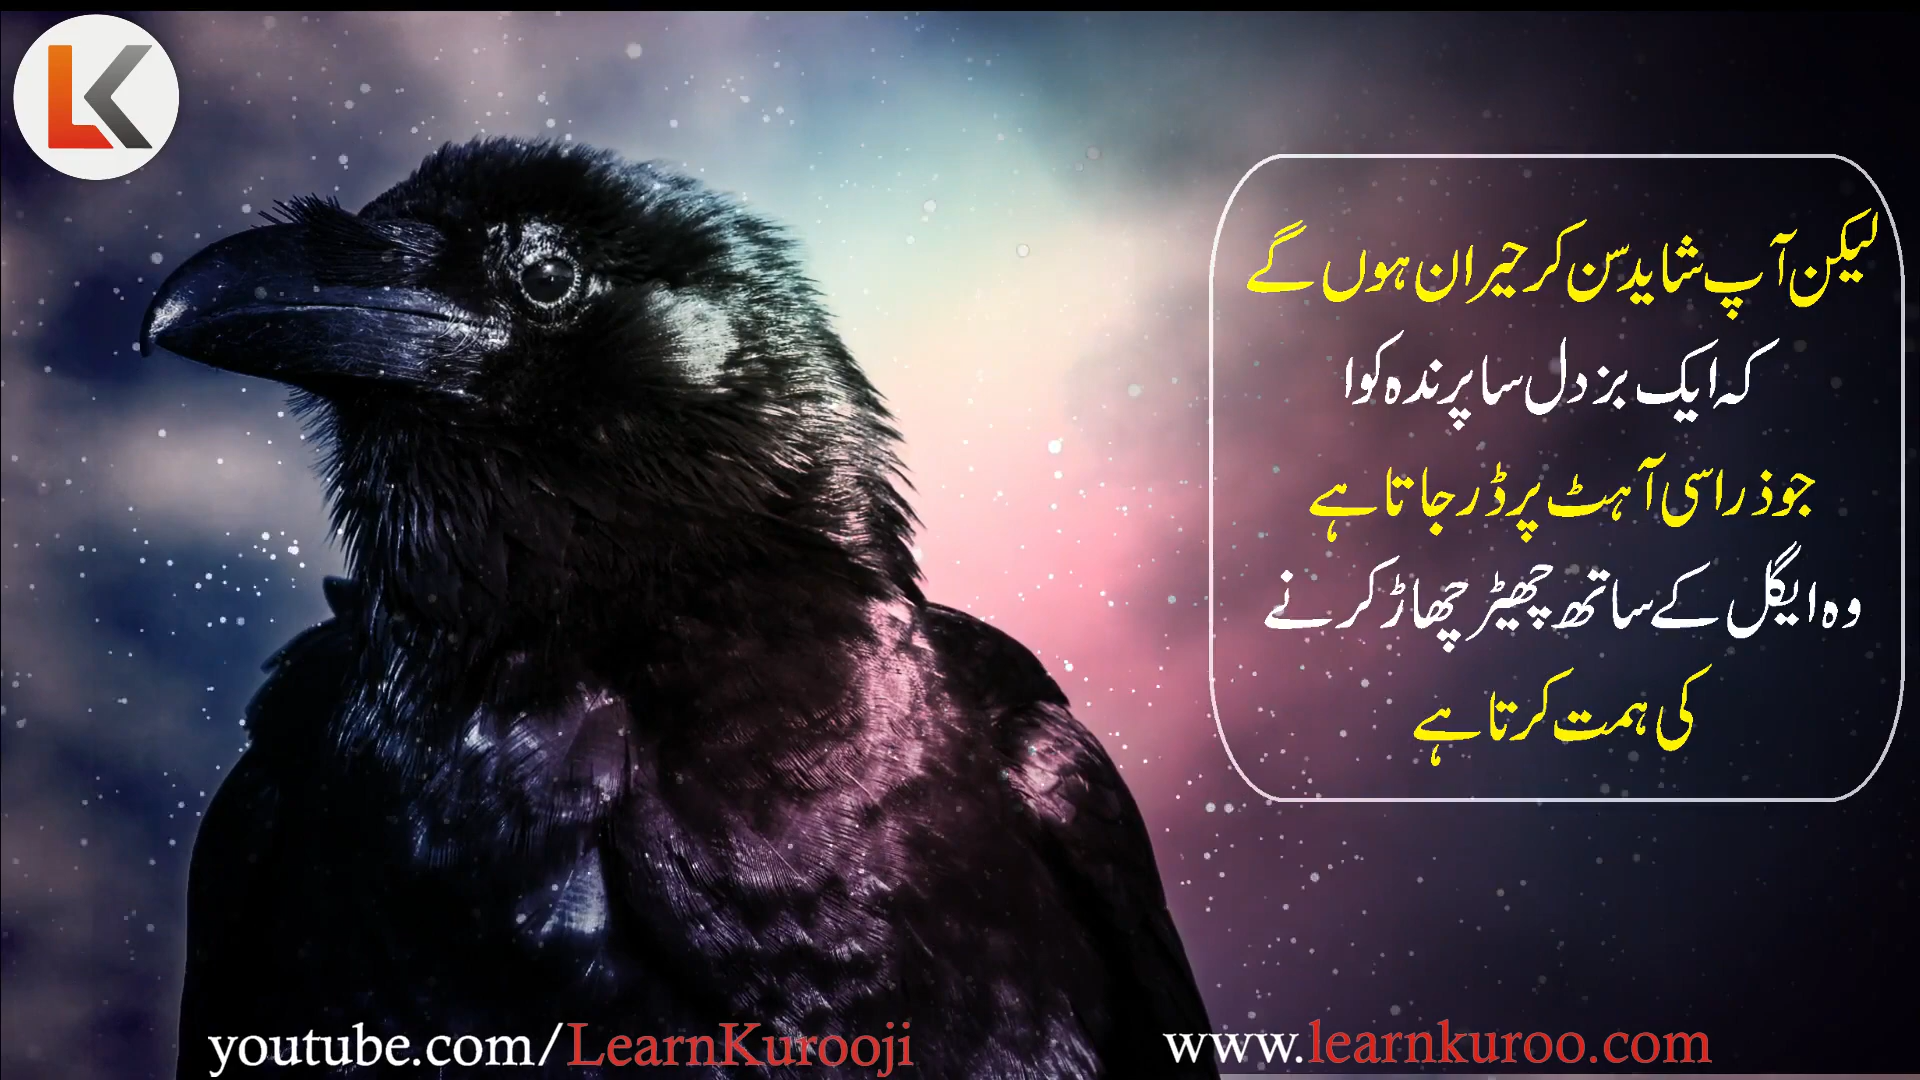 LK
لیکن آپ شاید سن کر حیران ہوں گے
کہ ایک بزدل سا پرندہ کوا
جو ذرا سی آہٹ پر ڈر جاتا ہے
وہ ایگل کے ساتھ چھیڑ چھاڑ کرنے
کی ہمت کرتا ہے
youtube.com/LearnKurooji
www.learnkuroo.com